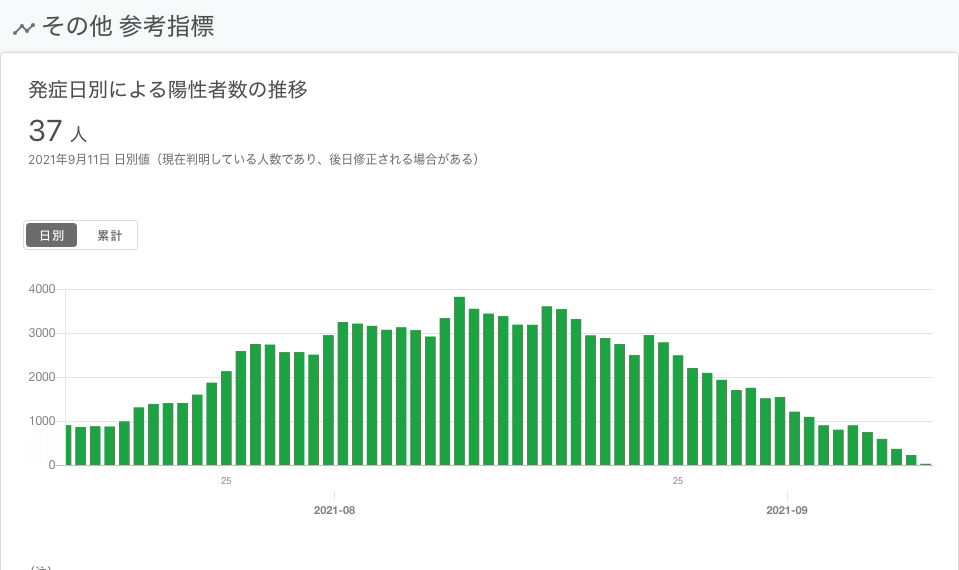 その他 参考指標
発症日別による陽性者数の推移
37 人
2021年9月11日 日別値（現在判明している人数であり、後日修正される場合がある）
日別 累計
4000
3000
2000
1000
0
25 25
2021-08 2021-09